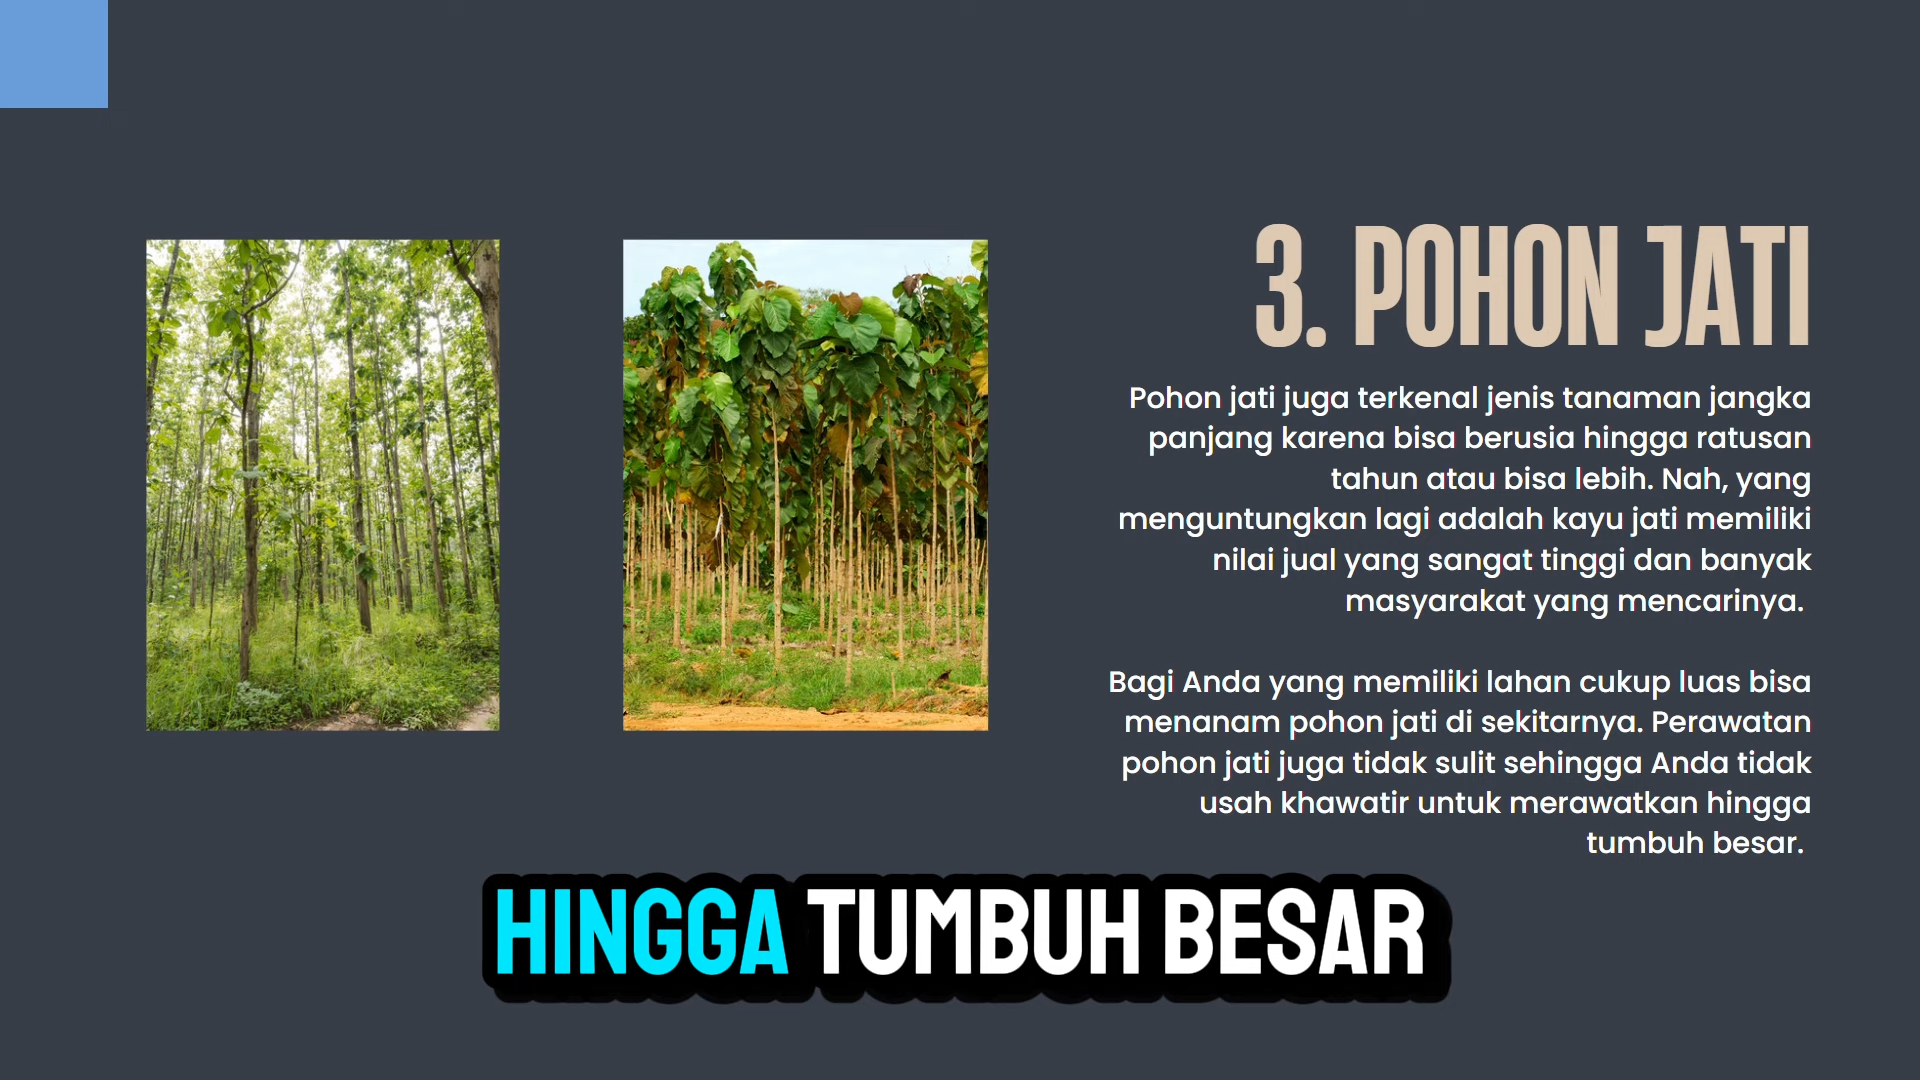 3. POHON JATI
Pohon jati juga terkenal jenis tanaman jangka
panjang karena bisa berusia hingga ratusan
tahun atau bisa lebih. Nah, yang
menguntungkan lagi adalah kayu jati memiliki
nilai jual yang sangat tinggi dan banyak
masyarakat yang mencarinya.
Bagi Anda yang memiliki lahan cukup luas bisa
menanam pohon jati di sekitarnya. Perawatan
pohon jati juga tidak sulit sehingga Anda tidak
usah khawatir untuk merawatkan hingga
tumbuh besar.
HINGGA TUMBUH BESAR